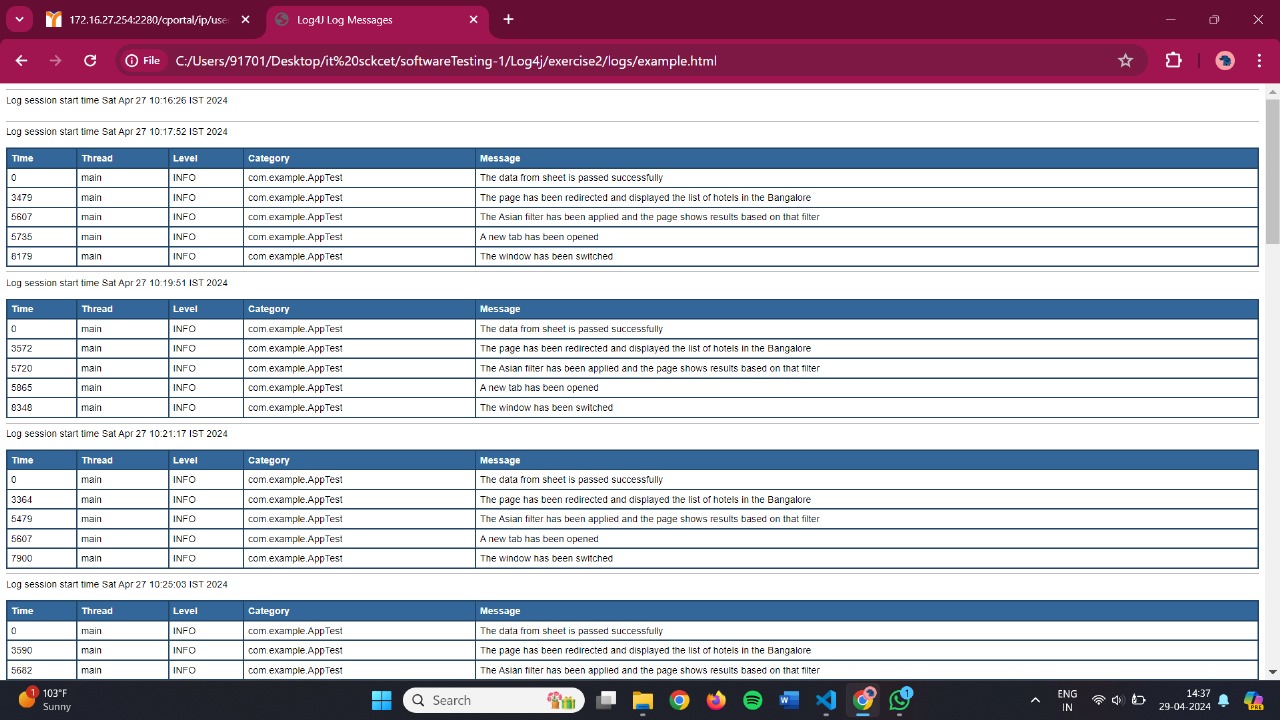 172.16.27.254:2280/cportal/ip/use
Log4J Log Messages
File C:/Users/91701/Desktop/it%20sckcet/softwareTesting-1/Log4j/exercise2/logs/example.html
Log session start time Sat Apr 27 10:16:26 IST 2024
Log session start time Sat Apr 27 10:17:52 IST 2024
Time Thread Level Category Message
0 main INFO com.example.AppTest The data from sheet is passed successfully
3479 main INFO com.example.AppTest The page has been redirected and displayed the list of hotels in the Bangalore
5607 main INFO com.example.AppTest The Asian filter has been applied and the page shows results based on that filter
5735 main INFO com.example.AppTest A new tab has been opened
8179 main INFO com.example.AppTest The window has been switched
Log session start time Sat Apr 27 10:19:51 IST 2024
Time Thread Level Category Message
0 main INFO com.example.AppTest The data from sheet is passed successfully
3572 main INFO com.example.AppTest The page has been redirected and displayed the list of hotels in the Bangalore
5720 main INFO com.example.AppTest The Asian filter has been applied and the page shows results based on that filter
5865 main INFO com.example.AppTest A new tab has been opened
8348 main INFO com.example.AppTest The window has been switched
Log session start time Sat Apr 27 10:21:17 IST 2024
Time Thread Level Category Message
0 main INFO com.example.AppTest The data from sheet is passed successfully
3364 main INFO com.example.AppTest The page has been redirected and displayed the list of hotels in the Bangalore
5479 main INFO com.example.AppTest The Asian filter has been applied and the page shows results based on that filter
5607 main INFO com.example.AppTest A new tab has been opened
7900 main INFO com.example.AppTest The window has been switched
Log session start time Sat Apr 27 10:25:03 IST 2024
Time Thread Level Category Message
0 main INFO com.example.AppTest The data from sheet is passed successfully
3590 main INFO com.example.AppTest The page has been redirected and displayed the list of hotels in the Bangalore
5682 main INFO com.example.AppTest The Asian filter has been applied and the page shows results based on that filter
1 103°F
Sunny
Search
1
ENG
IN
14:37
29-04-2024
PRE